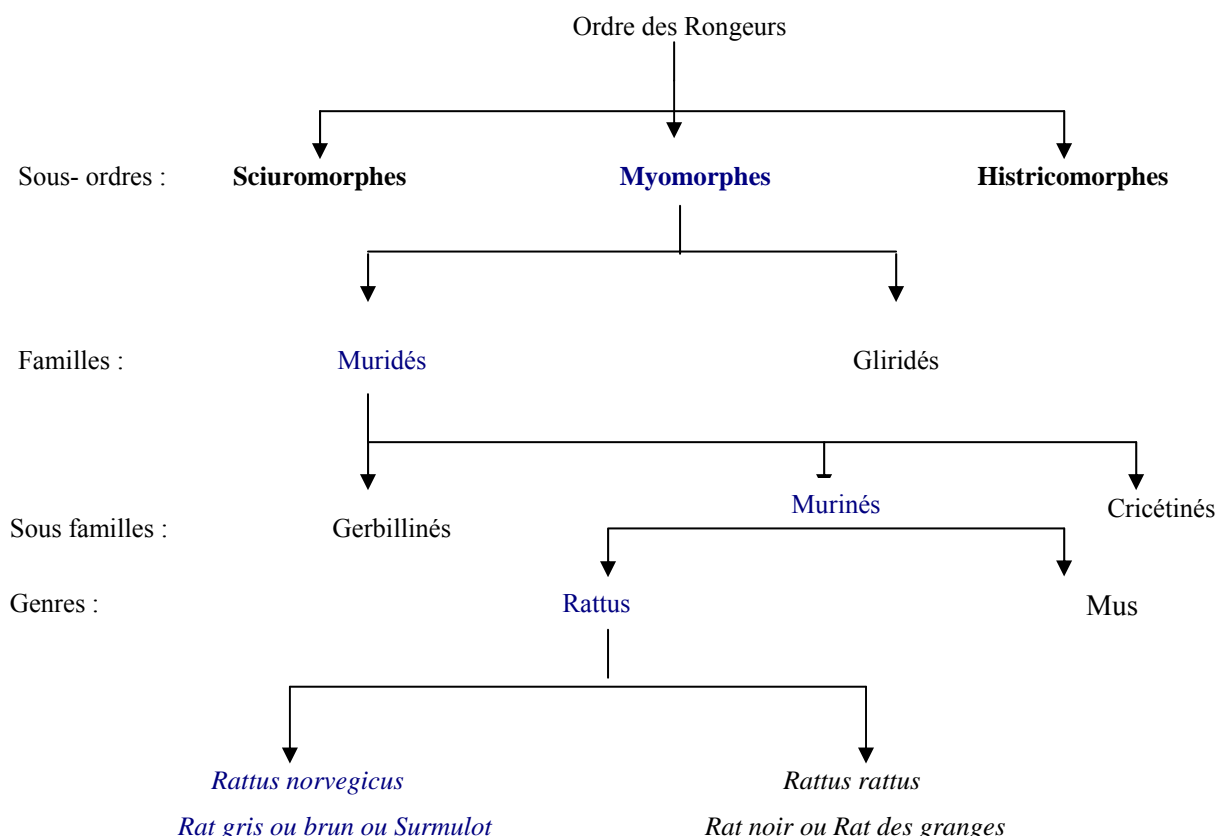 Ordre des Rongeurs
Sous- ordres : Sciuromorphes Myomorphes Histricomorphes
Familles : Muridés Gliridés
Sous familles : Gerbillinés Murinés Cricétinés
Genres : Rattus Mus
Rattus norvegicus Rattus rattus
Rat gris ou brun ou Surmulot Rat noir ou Rat des granges